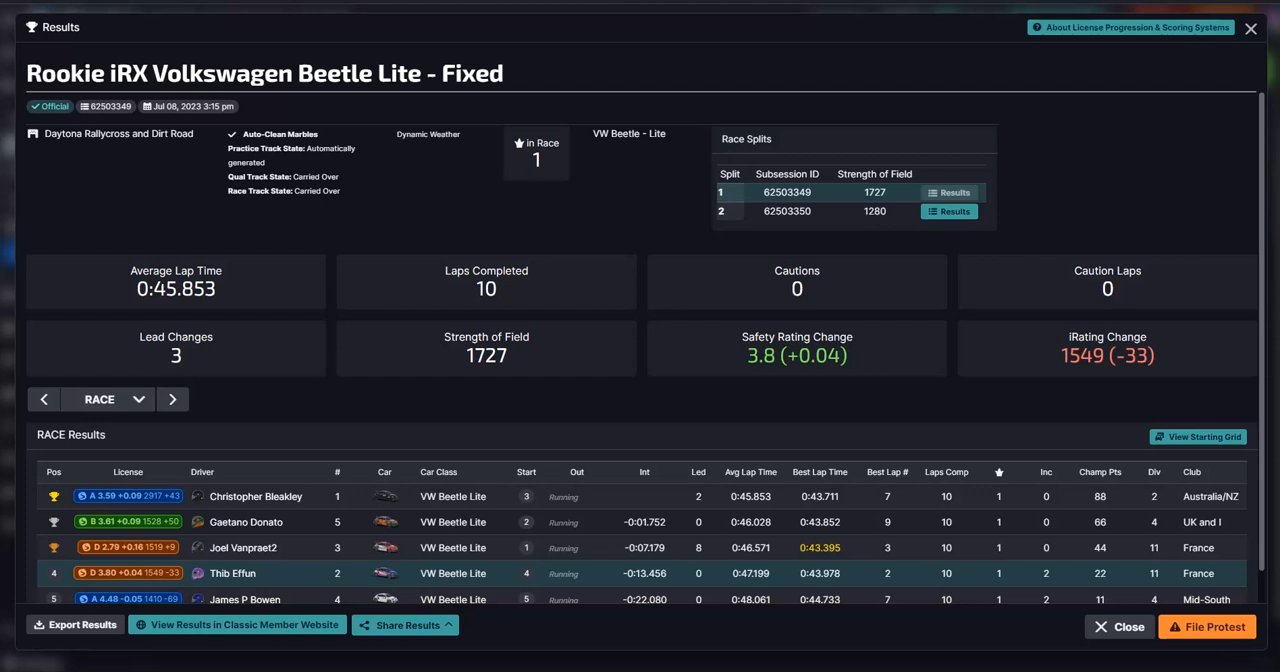 Results
About License Progression & Scoring Systems
Rookie iRX Volkswagen Beetle Lite - Fixed
Official 62503349 Jul 08, 2023 3:15 pm
Daytona Rallycross and Dirt Road
Auto-Clean Marbles
Practice Track State: Automatically
generated
Qual Track State: Carried Over
Race Track State: Carried Over
Dynamic Weather
in Race
1
VW Beetle - Lite
Race Splits
Split Subsession ID Strength of Field
1 62503349 1727 Results
2 62503350 1280 Results
Average Lap Time
0:45.853
Laps Completed
10
Cautions
0
Caution Laps
0
Lead Changes
3
Strength of Field
1727
Safety Rating Change
3.8 (+0.04)
iRating Change
1549 (-33)
RACE
RACE Results
View Starting Grid
Pos License Driver # Car Car Class Start Out Int Led Avg Lap Time Best Lap Time Best Lap # Laps Comp Inc Champ Pts Div Club
A 3.59 +0.09 2917 +43 Christopher Bleakley 1 VW Beetle Lite 3 Running 2 0:45.853 0:43.711 7 10 1 0 88 2 Australia/NZ
B 3.61 +0.09 1528 +50 Gaetano Donato 5 VW Beetle Lite 2 Running -0:01.752 0 0:46.028 0:43.852 9 10 1 0 66 4 UK and I
D 2.79 +0.16 1519 +9 Joel Vanpraet2 3 VW Beetle Lite 1 Running -0:07.179 8 0:46.571 0:43.395 3 10 1 0 44 11 France
4 D 3.80 +0.04 1549 -33 Thib Effun 2 VW Beetle Lite 4 Running -0:13.456 0 0:47.199 0:43.978 2 10 1 2 22 11 France
5 A 4.48 -0.05 1410 -69 James P Bowen 4 VW Beetle Lite 5 Running -0:22.080 0 0:48.061 0:44.733 7 10 1 2 11 4 Mid-South
Export Results
View Results in Classic Member Website
Share Results
Close
File Protest